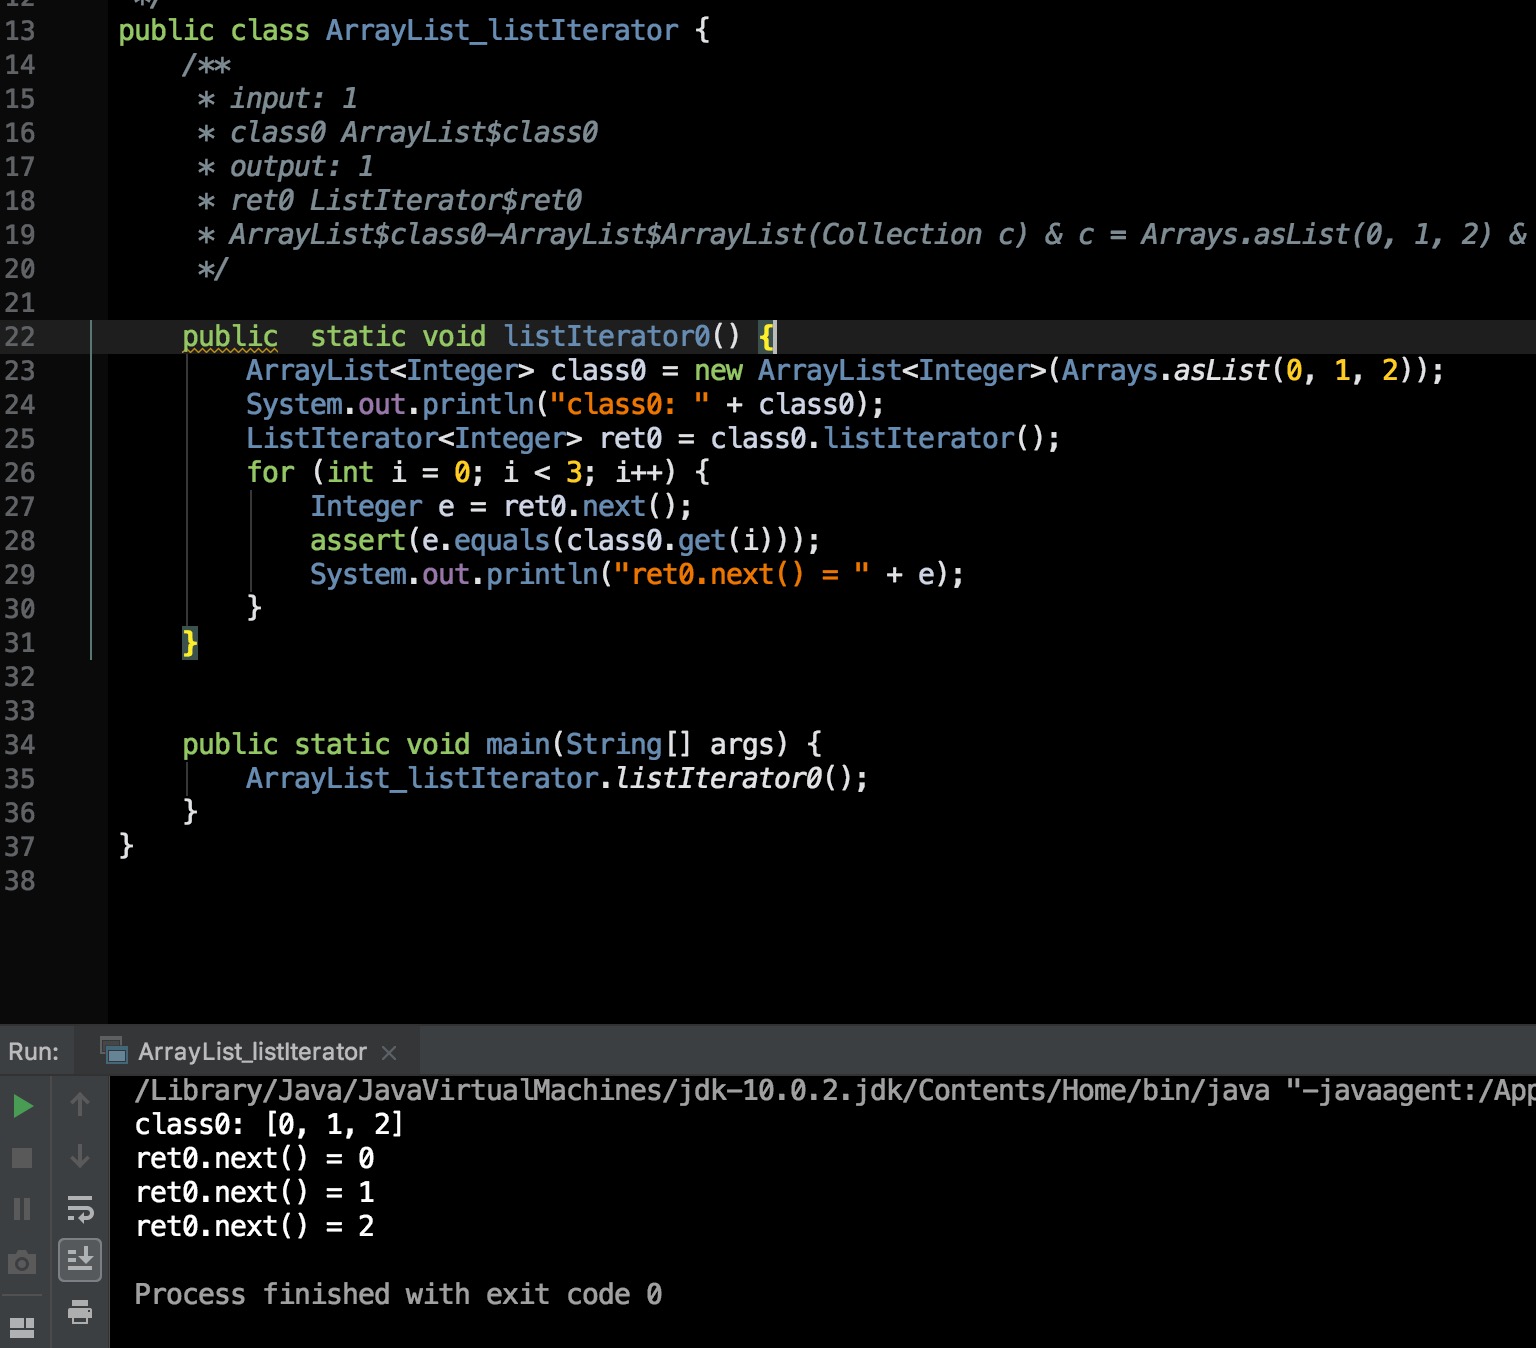 12 */
13 public class ArrayList_listIterator {
14 /**
15 * input: 1
16 * class0 ArrayList$class0
17 * output: 1
18 * ret0 ListIterator$ret0
19 * ArrayList$class0-ArrayList$ArrayList(Collection c) & c = Arrays.asList(0, 1, 2) &
20 */
21
22 public  static void listIterator0() {
23 ArrayList<Integer> class0 = new ArrayList<Integer>(Arrays.asList(0, 1, 2));
24 System.out.println("class0: " + class0);
25 ListIterator<Integer> ret0 = class0.listIterator();
26 for (int i = 0; i < 3; i++) {
27 Integer e = ret0.next();
28 assert(e.equals(class0.get(i)));
29 System.out.println("ret0.next() = " + e);
30 }
31 }
32
33
34 public static void main(String[] args) {
35 ArrayList_listIterator.listIterator0();
36 }
37 }
38
Run: ArrayList_listIterator
/Library/Java/JavaVirtualMachines/jdk-10.0.2.jdk/Contents/Home/bin/java "-javaagent:/App
class0: [0, 1, 2]
ret0.next() = 0
ret0.next() = 1
ret0.next() = 2
Process finished with exit code 0